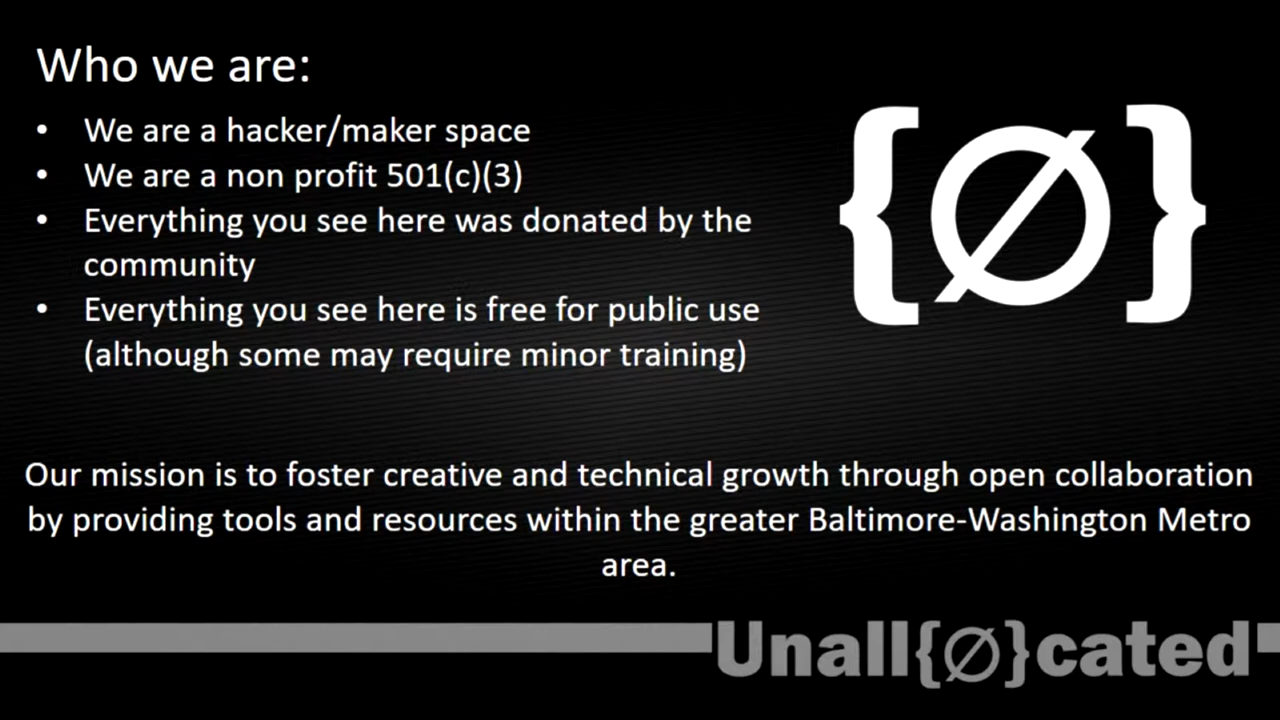 Who we are:
• We are a hacker/maker space
• We are a non profit 501(c)(3)
• Everything you see here was donated by the
community
• Everything you see here is free for public use
(although some may require minor training)
{Ø}
Our mission is to foster creative and technical growth through open collaboration
by providing tools and resources within the greater Baltimore-Washington Metro
area.
Unall{Ø}cated